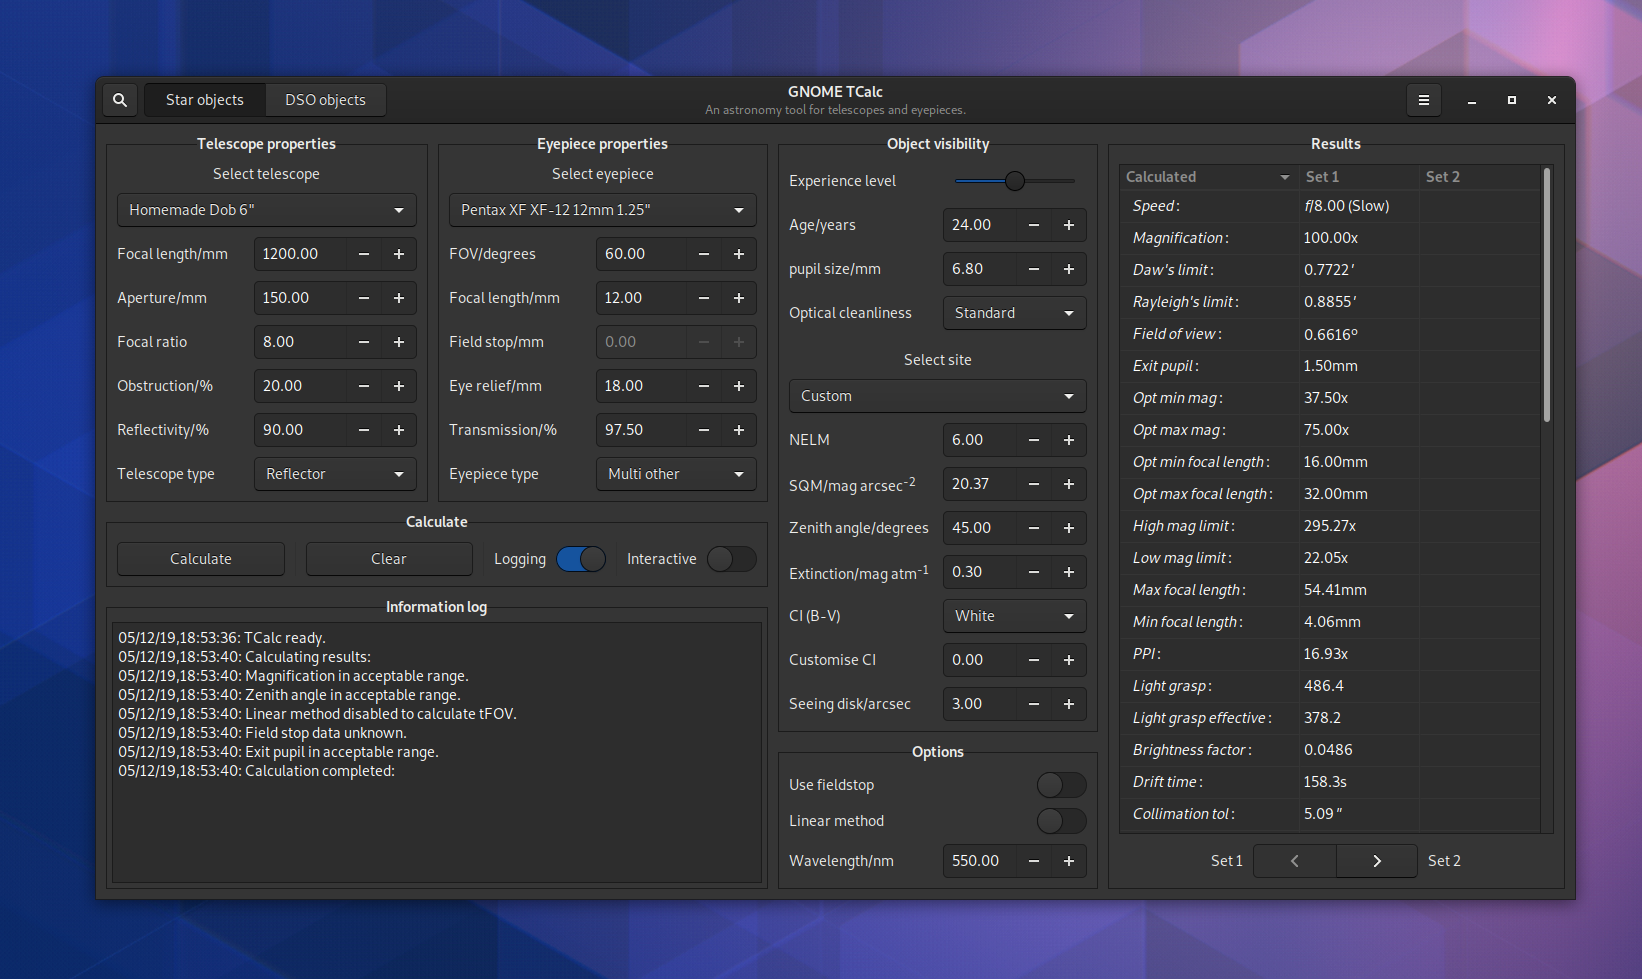 Star objects
DSO objects
GNOME TCalc
An astronomy tool for telescopes and eyepieces.
Telescope properties
Select telescope
Homemade Dob 6"
Focal length/mm 1200.00
Aperture/mm 150.00
Focal ratio 8.00
Obstruction/% 20.00
Reflectivity/% 90.00
Telescope type Reflector
Eyepiece properties
Select eyepiece
Pentax XF XF-12 12mm 1.25"
FOV/degrees 60.00
Focal length/mm 12.00
Field stop/mm 0.00
Eye relief/mm 18.00
Transmission/% 97.50
Eyepiece type Multi other
Calculate
Calculate Clear Logging Interactive
Information log
05/12/19,18:53:36: TCalc ready.
05/12/19,18:53:40: Calculating results:
05/12/19,18:53:40: Magnification in acceptable range.
05/12/19,18:53:40: Zenith angle in acceptable range.
05/12/19,18:53:40: Linear method disabled to calculate tFOV.
05/12/19,18:53:40: Field stop data unknown.
05/12/19,18:53:40: Exit pupil in acceptable range.
05/12/19,18:53:40: Calculation completed:
Object visibility
Experience level
Age/years 24.00
pupil size/mm 6.80
Optical cleanliness Standard
Select site
Custom
NELM 6.00
SQM/mag arcsec⁻² 20.37
Zenith angle/degrees 45.00
Extinction/mag atm⁻¹ 0.30
CI (B-V) White
Customise CI 0.00
Seeing disk/arcsec 3.00
Options
Use fieldstop
Linear method
Wavelength/nm 550.00
Results
Calculated Set 1 Set 2
Speed: f/8.00 (Slow)
Magnification: 100.00x
Daw's limit: 0.7722′
Rayleigh's limit: 0.8855′
Field of view: 0.6616º
Exit pupil: 1.50mm
Opt min mag: 37.50x
Opt max mag: 75.00x
Opt min focal length: 16.00mm
Opt max focal length: 32.00mm
High mag limit: 295.27x
Low mag limit: 22.05x
Max focal length: 54.41mm
Min focal length: 4.06mm
PPI: 16.93x
Light grasp: 486.4
Light grasp effective: 378.2
Brightness factor: 0.0486
Drift time: 158.3s
Collimation tol: 5.09″
Set 1 Set 2